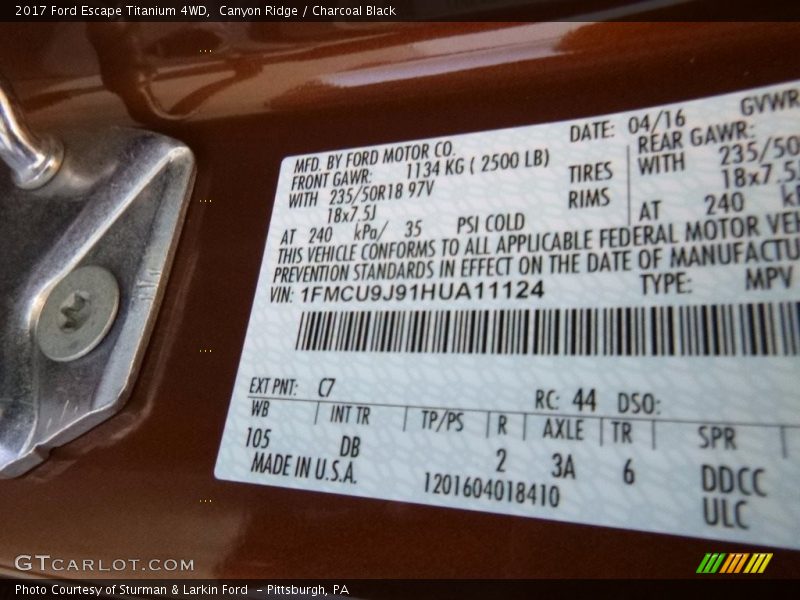 2017 Ford Escape Titanium 4WD, Canyon Ridge / Charcoal Black
MFD. BY FORD MOTOR CO. DATE: 04/16 GVWR
FRONT GAWR: 1134 KG ( 2500 LB) REAR GAWR:
WITH 235/50R18 97V TIRES WITH 235/50
18x7.5J RIMS 18x7.5J
AT 240 kPa/ 35 PSI COLD AT 240
THIS VEHICLE CONFORMS TO ALL APPLICABLE FEDERAL MOTOR VEH
PREVENTION STANDARDS IN EFFECT ON THE DATE OF MANUFACTU
VIN: 1FMCU9J91HUA11124 TYPE: MPV
EXT PNT: C7 RC: 44 DSO:
WB INT TR TP/PS R AXLE TR SPR
105 DB 2 3A 6 DDCC
MADE IN U.S.A. 1201604018410 ULC
GTCARLOT.COM
Photo Courtesy of Sturman & Larkin Ford - Pittsburgh, PA